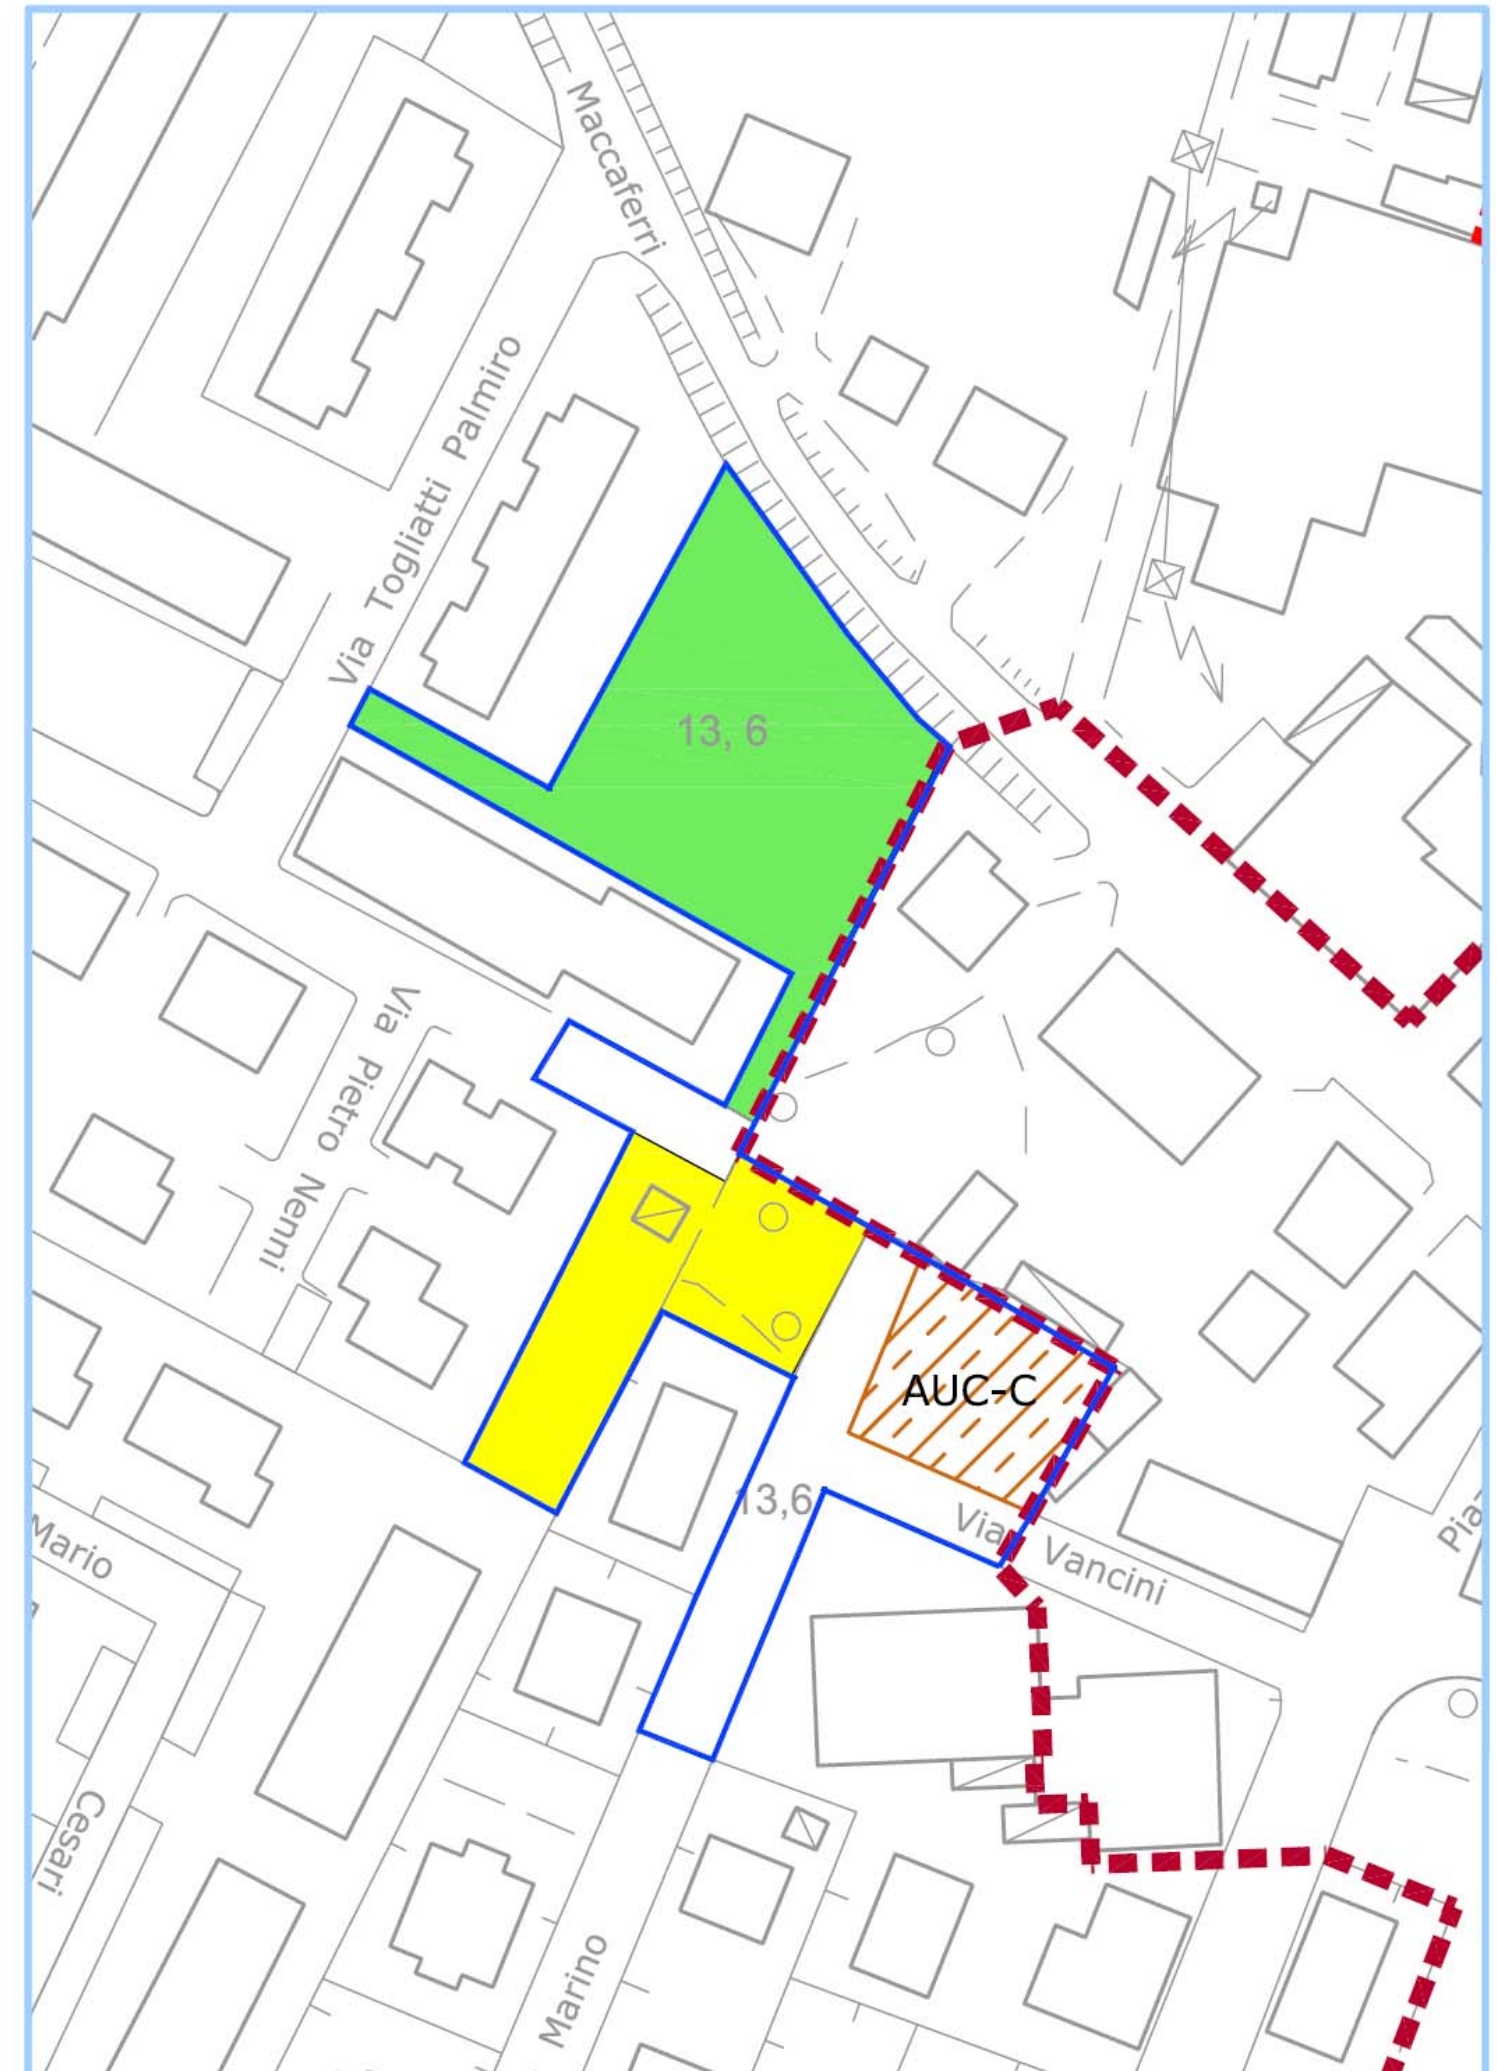 Maccaferri
Via Togliatti Palmiro
13, 6
Via Pietro Nenni
AUC-C
13,6
Via Vancini
Mario
Cesari
Marino